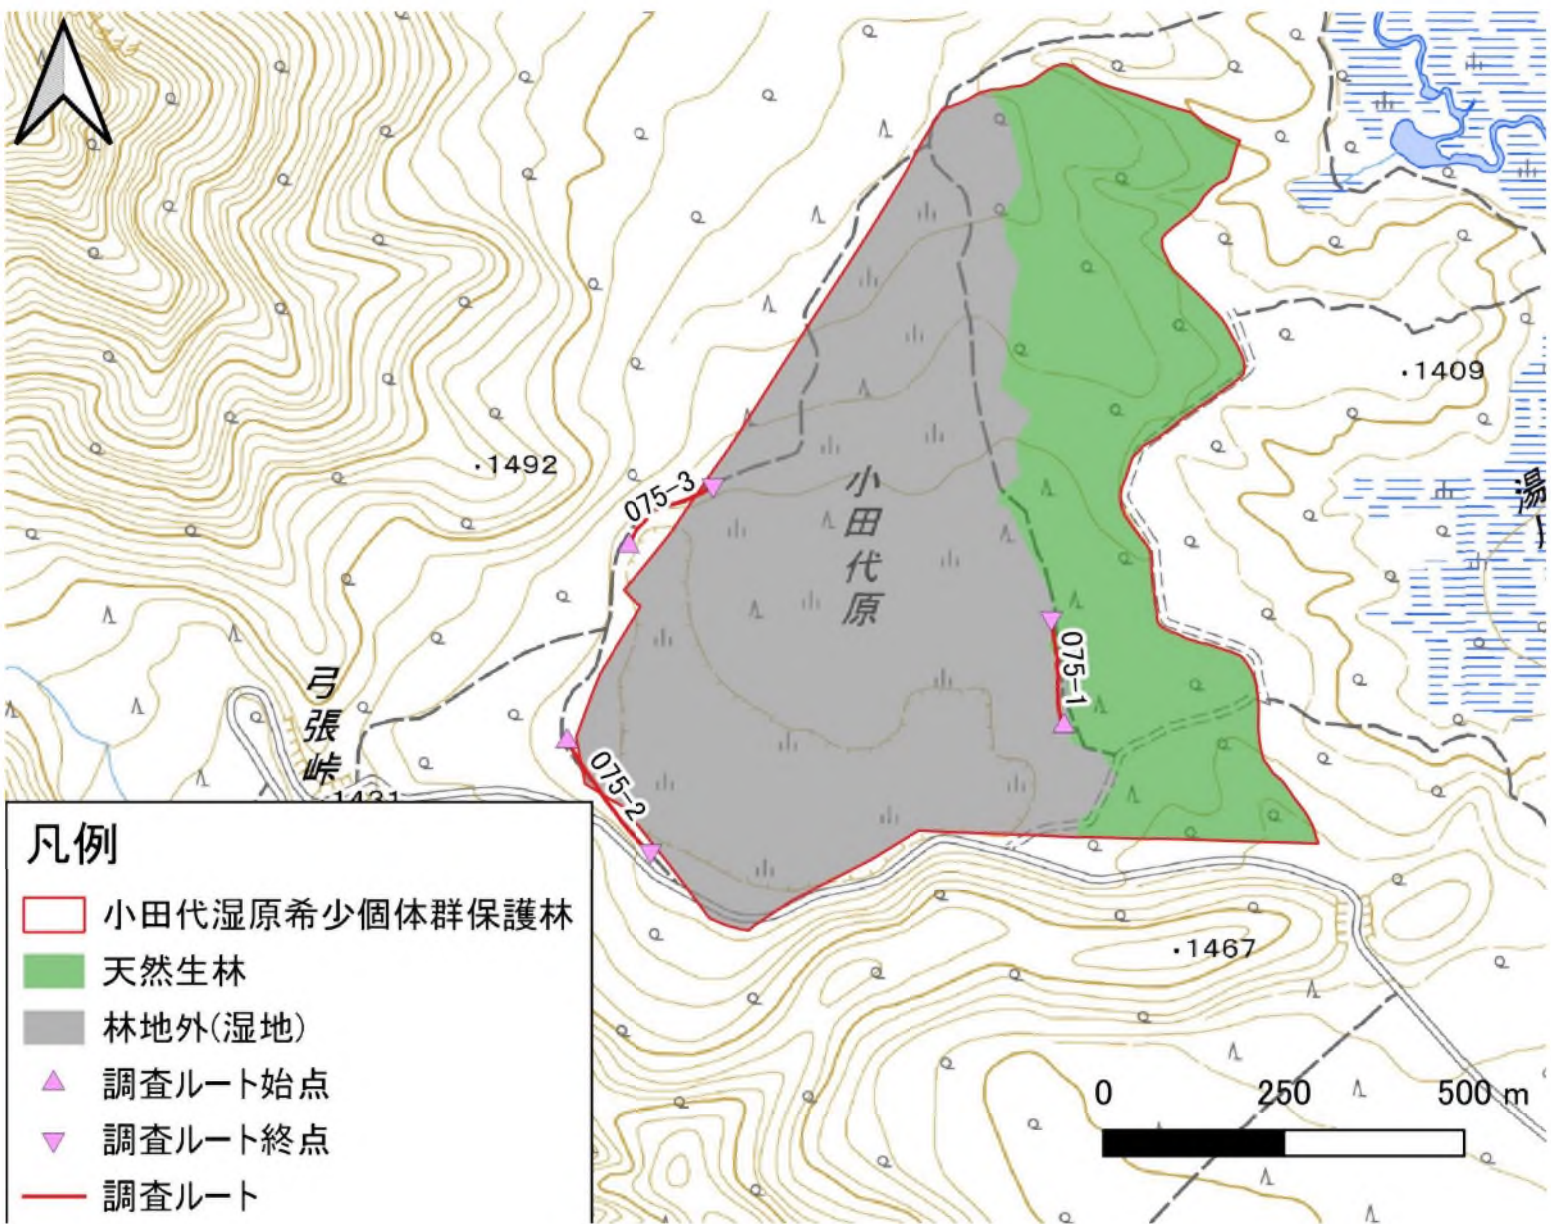 ・1409
・1492
075-3
小田代原
075-1
弓張峠
075-2
湯
・1467
凡例
小田代湿原希少個体群保護林
天然生林
林地外(湿地)
調査ルート始点
調査ルート終点
調査ルート
0 250 500 m